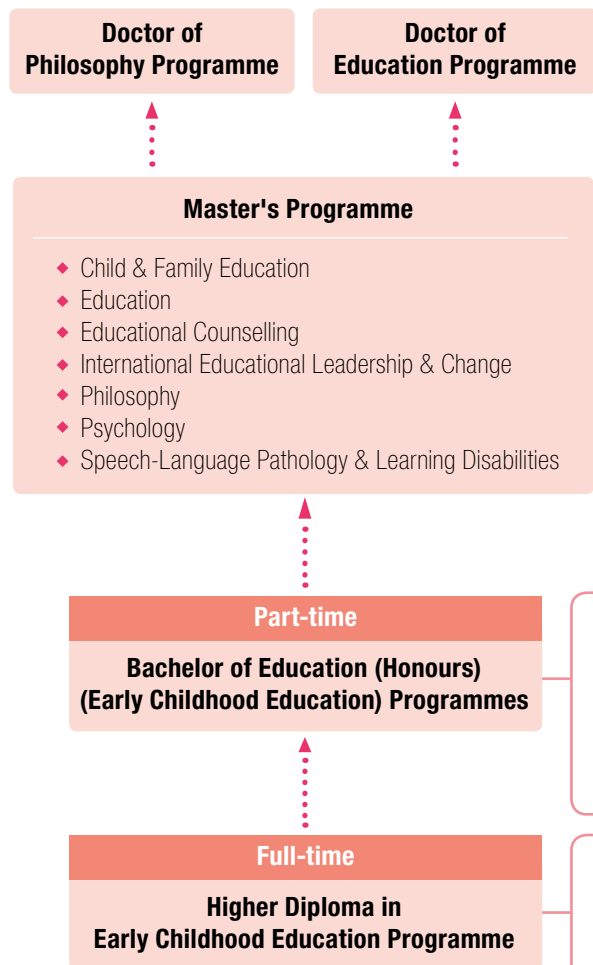 Doctor of
Philosophy Programme
Doctor of
Education Programme
Master's Programme
Child & Family Education
Education
Educational Counselling
International Educational Leadership & Change
Philosophy
Psychology
Speech-Language Pathology & Learning Disabilities
Part-time
Bachelor of Education (Honours)
(Early Childhood Education) Programmes
Full-time
Higher Diploma in
Early Childhood Education Programme